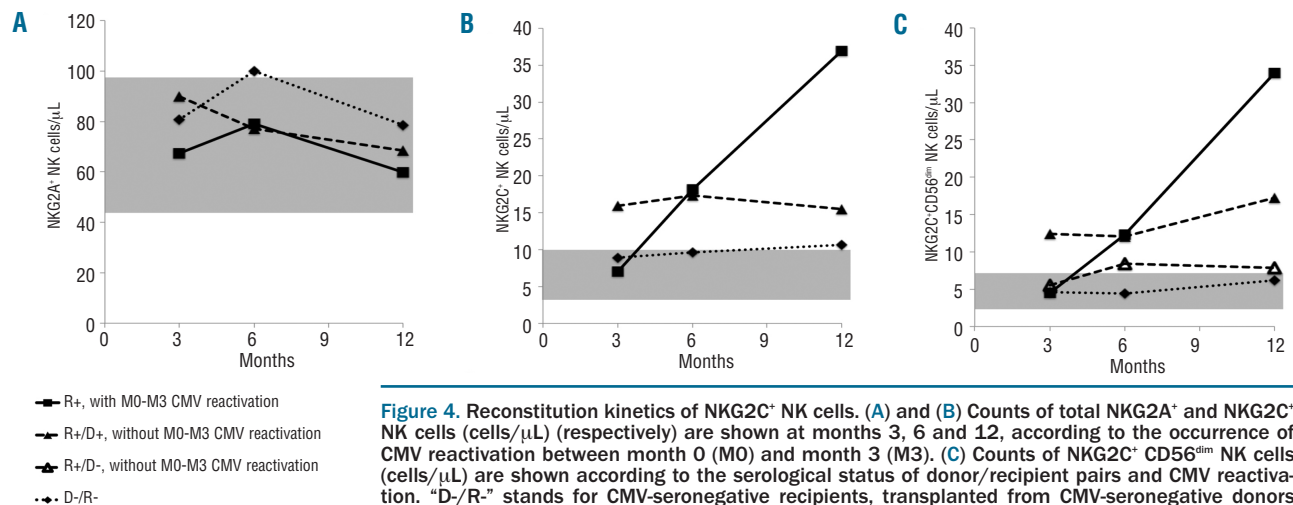 A
B
C
120
100
80
60
40
20
0
NKG2A⁺ NK cells/μL
0
3
6
9
12
Months
40
35
30
25
20
15
10
5
0
NKG2C⁺ NK cells/μL
0
3
6
9
12
Months
40
35
30
25
20
15
10
5
0
NKG2C⁺CD56ᵈⁱᵐ NK cells/μL
0
3
6
9
12
Months
R+, with M0-M3 CMV reactivation
R+/D+, without M0-M3 CMV reactivation
R+/D-, without M0-M3 CMV reactivation
D-/R-
Figure 4. Reconstitution kinetics of NKG2C⁺ NK cells. (A) and (B) Counts of total NKG2A⁺ and NKG2C⁺
NK cells (cells/μL) (respectively) are shown at months 3, 6 and 12, according to the occurrence of
CMV reactivation between month 0 (M0) and month 3 (M3). (C) Counts of NKG2C⁺ CD56ᵈⁱᵐ NK cells
(cells/μL) are shown according to the serological status of donor/recipient pairs and CMV reactiva-
tion. “D-/R-” stands for CMV-seronegative recipients, transplanted from CMV-seronegative donors